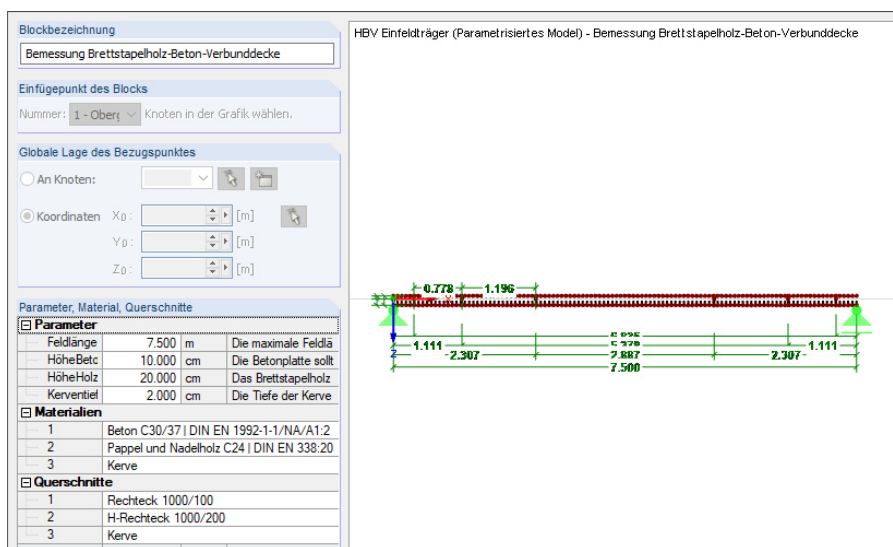 Blockbezeichnung
Bemessung Brettstapelholz-Beton-Verbunddecke
Einfügepunkt des Blocks
Nummer: 1 - Oberg Knoten in der Grafik wählen.
Globale Lage des Bezugspunktes
An Knoten:
Koordinaten X0: [m]
Y0: [m]
Z0: [m]
Parameter, Material, Querschnitte
Parameter
Feldlänge 7.500 m Die maximale Feldlä
HöheBetc 10.000 cm Die Betonplatte sollt
HöheHolz 20.000 cm Das Brettstapelholz
Kerventief 2.000 cm Die Tiefe der Kerve
Materialien
1 Beton C30/37 | DIN EN 1992-1-1/NA/A1:2
2 Pappel und Nadelholz C24 | DIN EN 338:20
3 Kerve
Querschnitte
1 Rechteck 1000/100
2 H-Rechteck 1000/200
3 Kerve
HBV Einfeldträger (Parametrisiertes Model) - Bemessung Brettstapelholz-Beton-Verbunddecke
0.778 1.196
X
Z
1.111 1.111
2.307 2.887 2.307
7.500